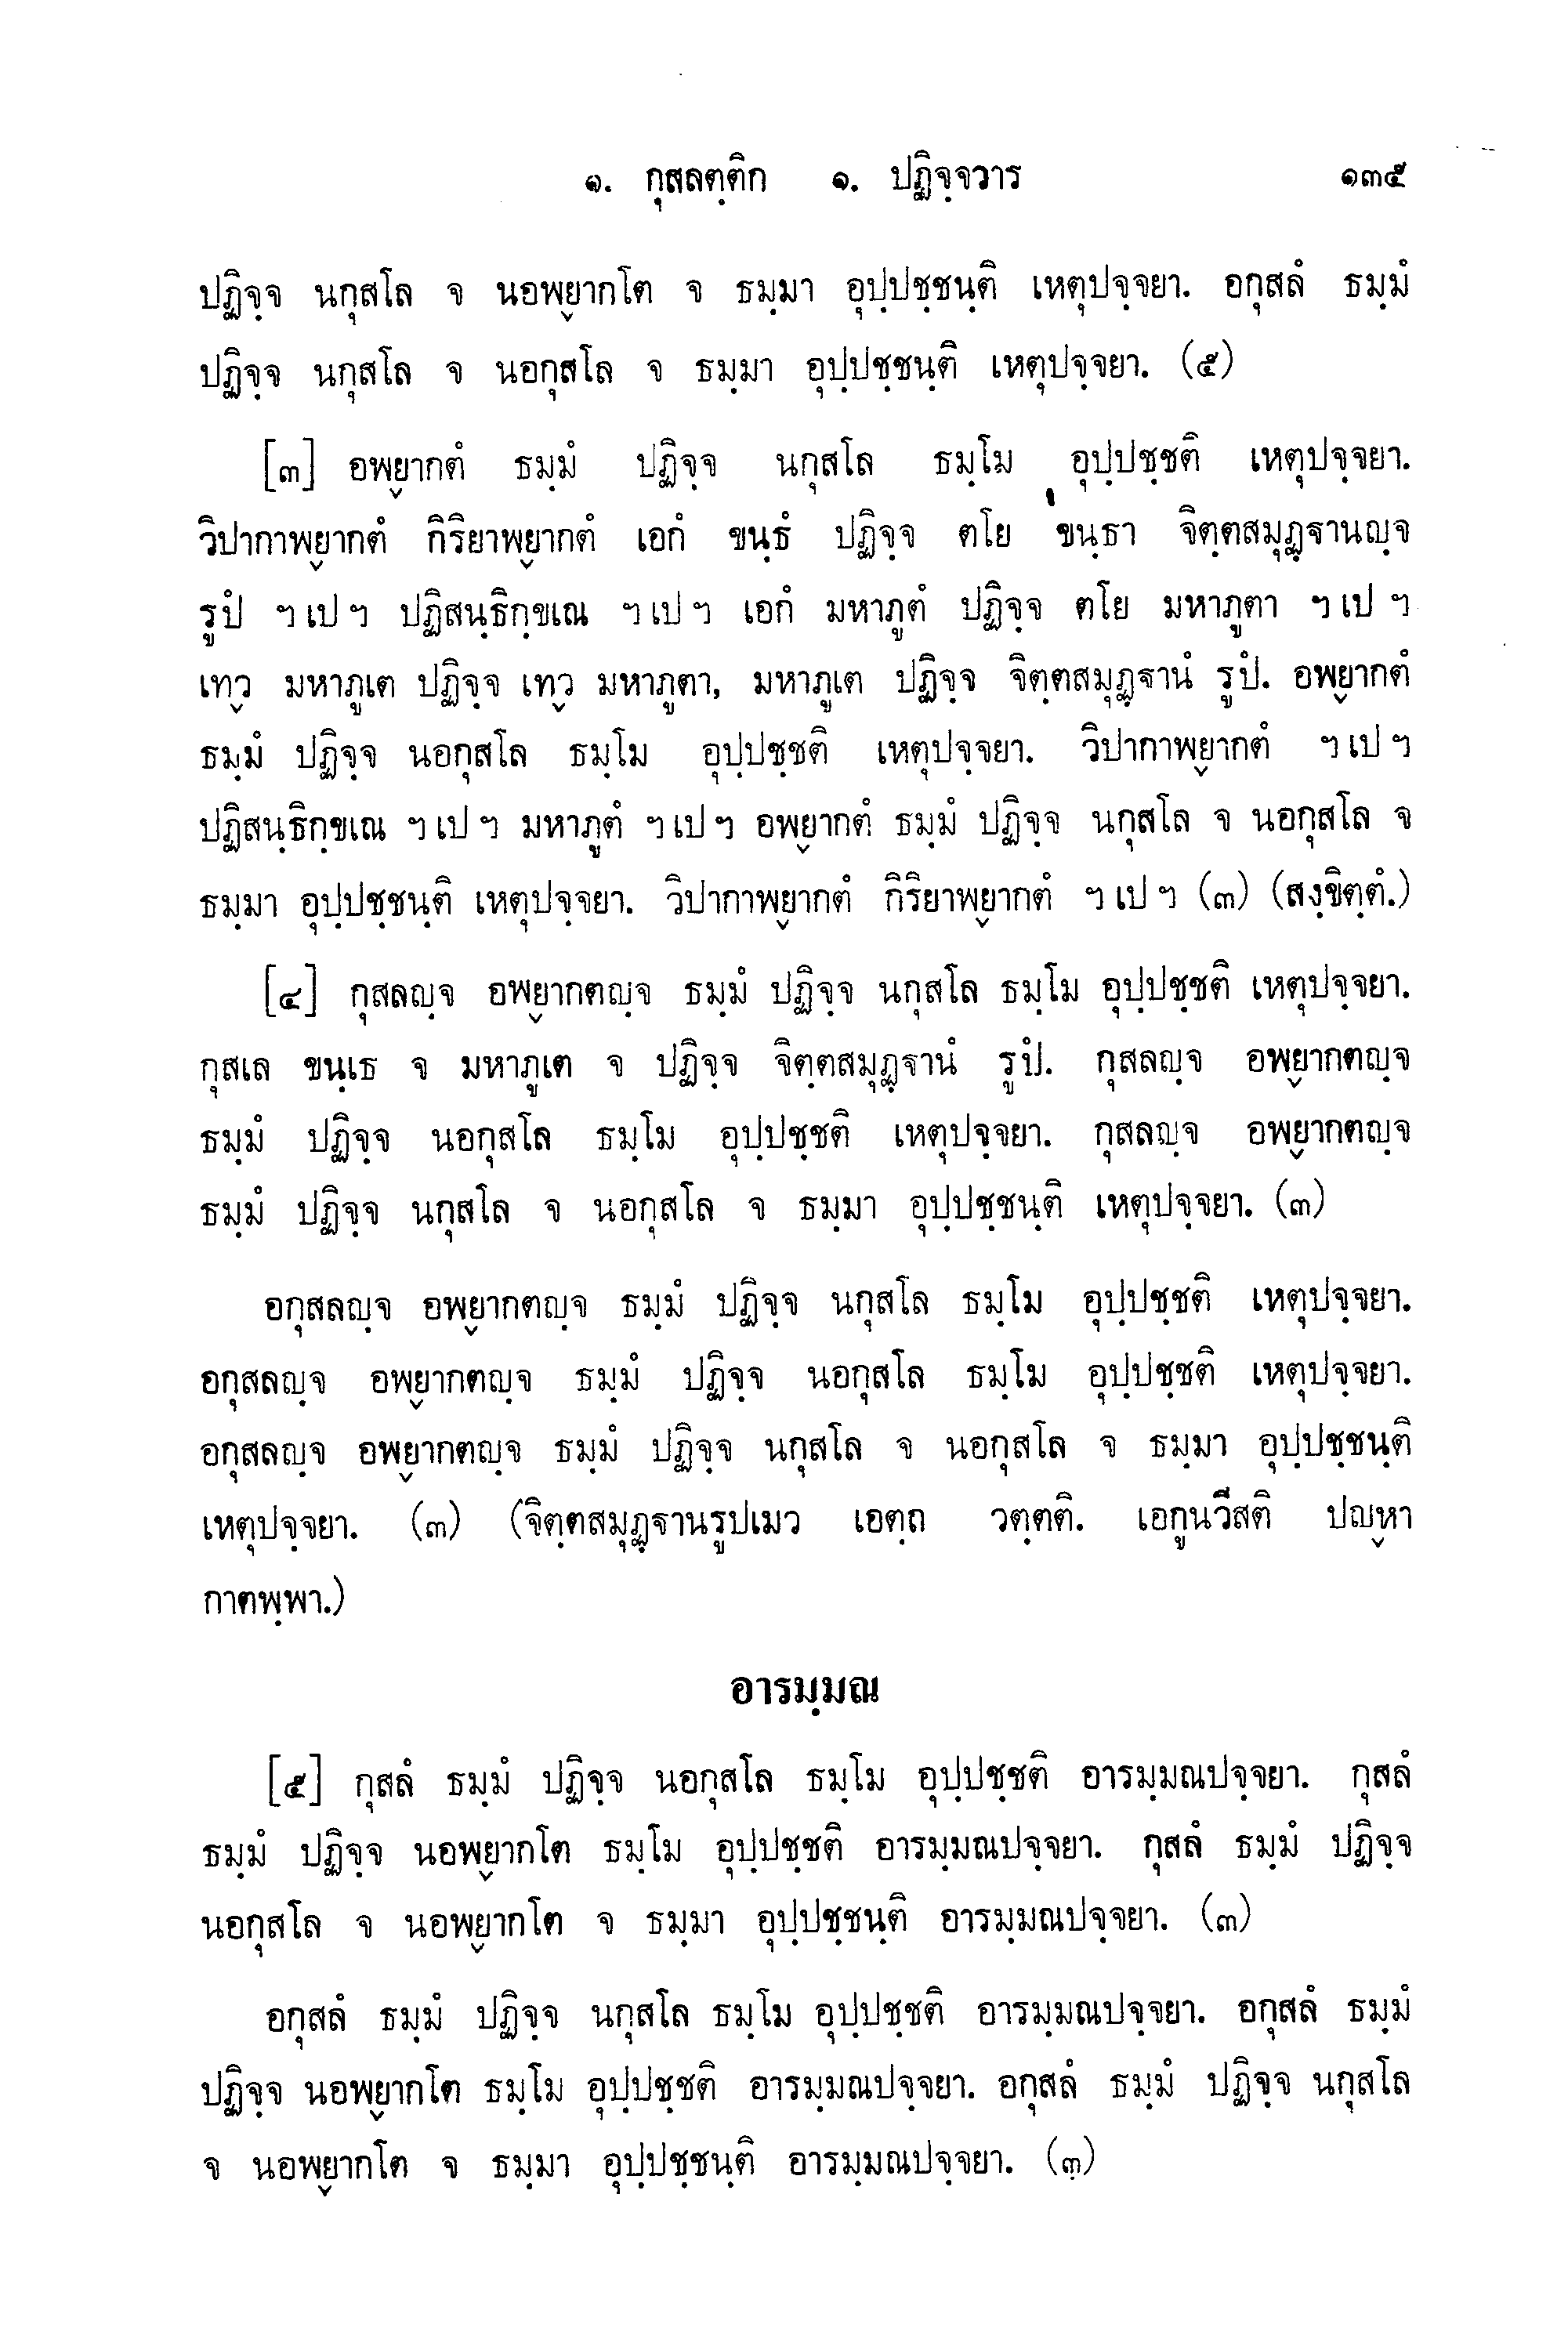 ๑. กุสลตฺติก ๑. ปฏิจฺจวาร ๑๓๕
ปฏิจฺจ นกุสโล จ นอพฺยากโต จ ธมฺมา อุปฺปชฺชนฺติ เหตุปจฺจยา. อกุสลํ ธมฺมํ
ปฏิจฺจ นกุสโล จ นอกุสโล จ ธมฺมา อุปฺปชฺชนฺติ เหตุปจฺจยา. (๕)
[๓] อพฺยากตํ ธมฺมํ ปฏิจฺจ นกุสโล ธมฺโม อุปฺปชฺชติ เหตุปจฺจยา.
วิปากาพฺยากตํ กิริยาพฺยากตํ เอกํ ขนฺธํ ปฏิจฺจ ตโย ขนฺธา จิตฺตสมุฏฺฐานญฺจ
รูปํ ฯ เป ฯ ปฏิสนฺธิกฺขเณ ฯ เป ฯ เอกํ มหาภูตํ ปฏิจฺจ ตโย มหาภูตา ฯ เป ฯ
เทฺว มหาภูเต ปฏิจฺจ เทฺว มหาภูตา, มหาภูเต ปฏิจฺจ จิตฺตสมุฏฺฐานํ รูปํ. อพฺยากตํ
ธมฺมํ ปฏิจฺจ นอกุสโล ธมฺโม อุปฺปชฺชติ เหตุปจฺจยา. วิปากาพฺยากตํ ฯ เป ฯ
ปฏิสนฺธิกฺขเณ ฯ เป ฯ มหาภูตํ ฯ เป ฯ อพฺยากตํ ธมฺมํ ปฏิจฺจ นกุสโล จ นอกุสโล จ
ธมฺมา อุปฺปชฺชนฺติ เหตุปจฺจยา. วิปากาพฺยากตํ กิริยาพฺยากตํ ฯ เป ฯ (๓) (สงฺขิตฺตํ.)
[๔] กุสลญฺจ อพฺยากตญฺจ ธมฺมํ ปฏิจฺจ นกุสโล ธมฺโม อุปฺปชฺชติ เหตุปจฺจยา.
กุสเล ขนฺเธ จ มหาภูเต จ ปฏิจฺจ จิตฺตสมุฏฺฐานํ รูปํ. กุสลญฺจ อพฺยากตญฺจ
ธมฺมํ ปฏิจฺจ นอกุสโล ธมฺโม อุปฺปชฺชติ เหตุปจฺจยา. กุสลญฺจ อพฺยากตญฺจ
ธมฺมํ ปฏิจฺจ นกุสโล จ นอกุสโล จ ธมฺมา อุปฺปชฺชนฺติ เหตุปจฺจยา. (๓)
อกุสลญฺจ อพฺยากตญฺจ ธมฺมํ ปฏิจฺจ นกุสโล ธมฺโม อุปฺปชฺชติ เหตุปจฺจยา.
อกุสลญฺจ อพฺยากตญฺจ ธมฺมํ ปฏิจฺจ นอกุสโล ธมฺโม อุปฺปชฺชติ เหตุปจฺจยา.
อกุสลญฺจ อพฺยากตญฺจ ธมฺมํ ปฏิจฺจ นกุสโล จ นอกุสโล จ ธมฺมา อุปฺปชฺชนฺติ
เหตุปจฺจยา. (๓) (จิตฺตสมุฏฺฐานรูปเมว เอตฺถ วตฺตติ. เอกูนวีสติ ปญฺหา
กาตพฺพา.)
อารมฺมณ
[๕] กุสลํ ธมฺมํ ปฏิจฺจ นอกุสโล ธมฺโม อุปฺปชฺชติ อารมฺมณปจฺจยา. กุสลํ
ธมฺมํ ปฏิจฺจ นอพฺยากโต ธมฺโม อุปฺปชฺชติ อารมฺมณปจฺจยา. กุสลํ ธมฺมํ ปฏิจฺจ
นอกุสโล จ นอพฺยากโต จ ธมฺมา อุปฺปชฺชนฺติ อารมฺมณปจฺจยา. (๓)
อกุสลํ ธมฺมํ ปฏิจฺจ นกุสโล ธมฺโม อุปฺปชฺชติ อารมฺมณปจฺจยา. อกุสลํ ธมฺมํ
ปฏิจฺจ นอพฺยากโต ธมฺโม อุปฺปชฺชติ อารมฺมณปจฺจยา. อกุสลํ ธมฺมํ ปฏิจฺจ นกุสโล
จ นอพฺยากโต จ ธมฺมา อุปฺปชฺชนฺติ อารมฺมณปจฺจยา. (๓)